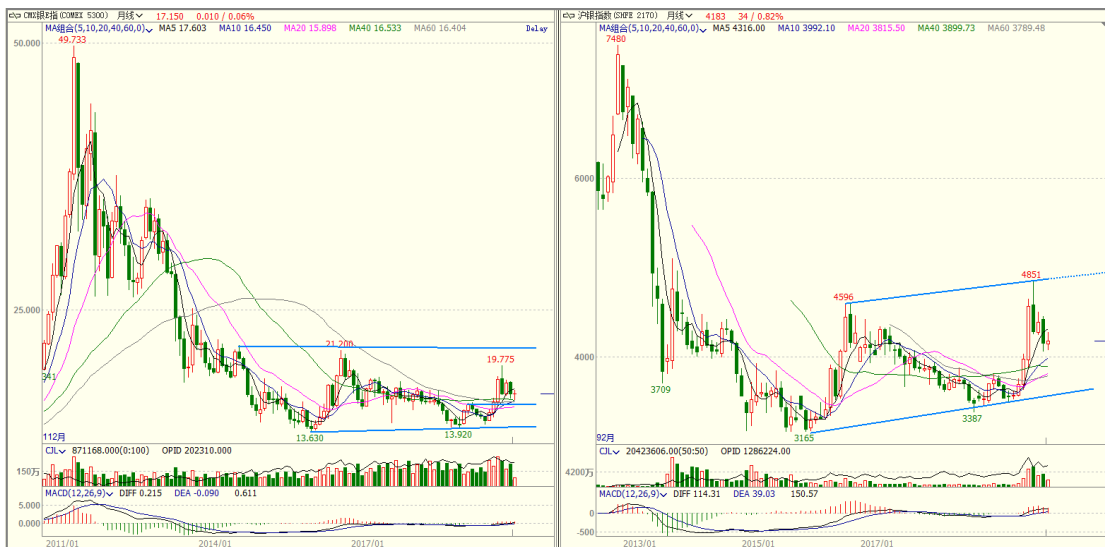 CMX银E指(COMEX 5300) 月线 17.150 0.010 / 0.06%
MA组合(5,10,20,40,60,0) MA5 17.603 MA10 16.450 MA20 15.898 MA40 16.533 MA60 16.404
Delay
49.733
50.000
25.000
21.200
19.775
341
13.630
13.920
112月
CJL 871168.000(0:100) OPID 202310.000
150万
MACD(12,26,9) DIFF 0.215 DEA -0.090 0.611
5.000
0.000
2011/01 2014/01 2017/01
沪银指数(SHFE 2170) 月线 4183 34 / 0.82%
MA组合(5,10,20,40,60,0) MA5 4316.00 MA10 3992.10 MA20 3815.50 MA40 3899.73 MA60 3789.48
7480
6000
4851
4596
4000
3709
3387
3165
92月
CJL 20423606.00(50:50) OPID 1286224.00
4200万
MACD(12,26,9) DIFF 114.31 DEA 39.03 150.57
0
-500
2013/01 2015/01 2017/01